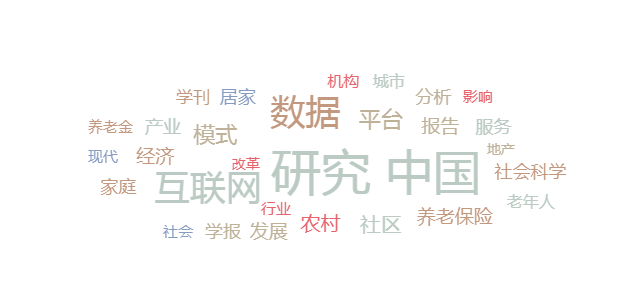 机构
城市
学刊
居家
分析
影响
数据
平台
养老金
产业
模式
报告
服务
现代
经济
改革
地产
研究
中国
社会科学
家庭
互联网
老年人
行业
农村
社区
养老保险
社会
学报
发展